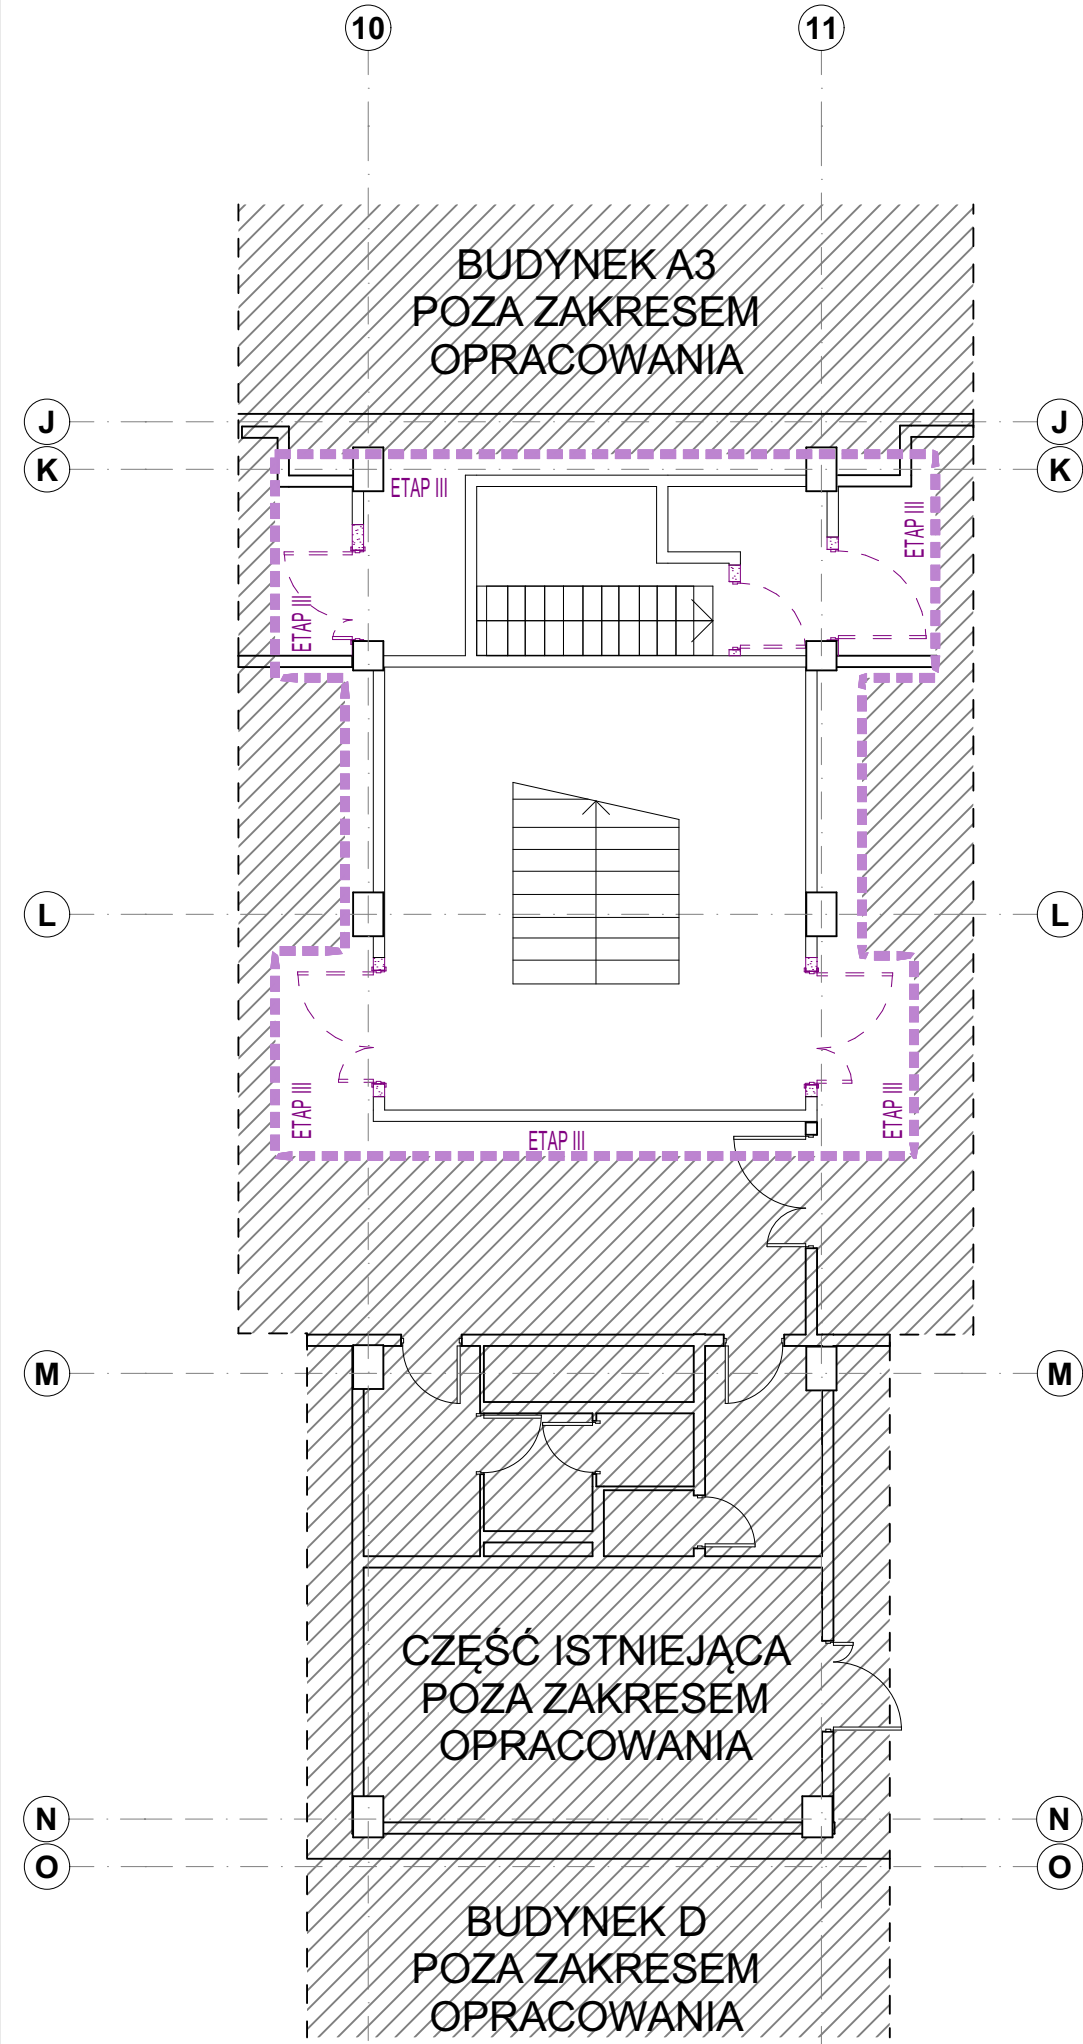 10
11
BUDYNEK A3
POZA ZAKRESEM
OPRACOWANIA
J
J
K
K
ETAP III
ETAP III
ETAP III
L
L
ETAP III
ETAP III
ETAP III
M
M
CZĘŚĆ ISTNIEJĄCA
POZA ZAKRESEM
OPRACOWANIA
N
N
O
O
BUDYNEK D
POZA ZAKRESEM
OPRACOWANIA